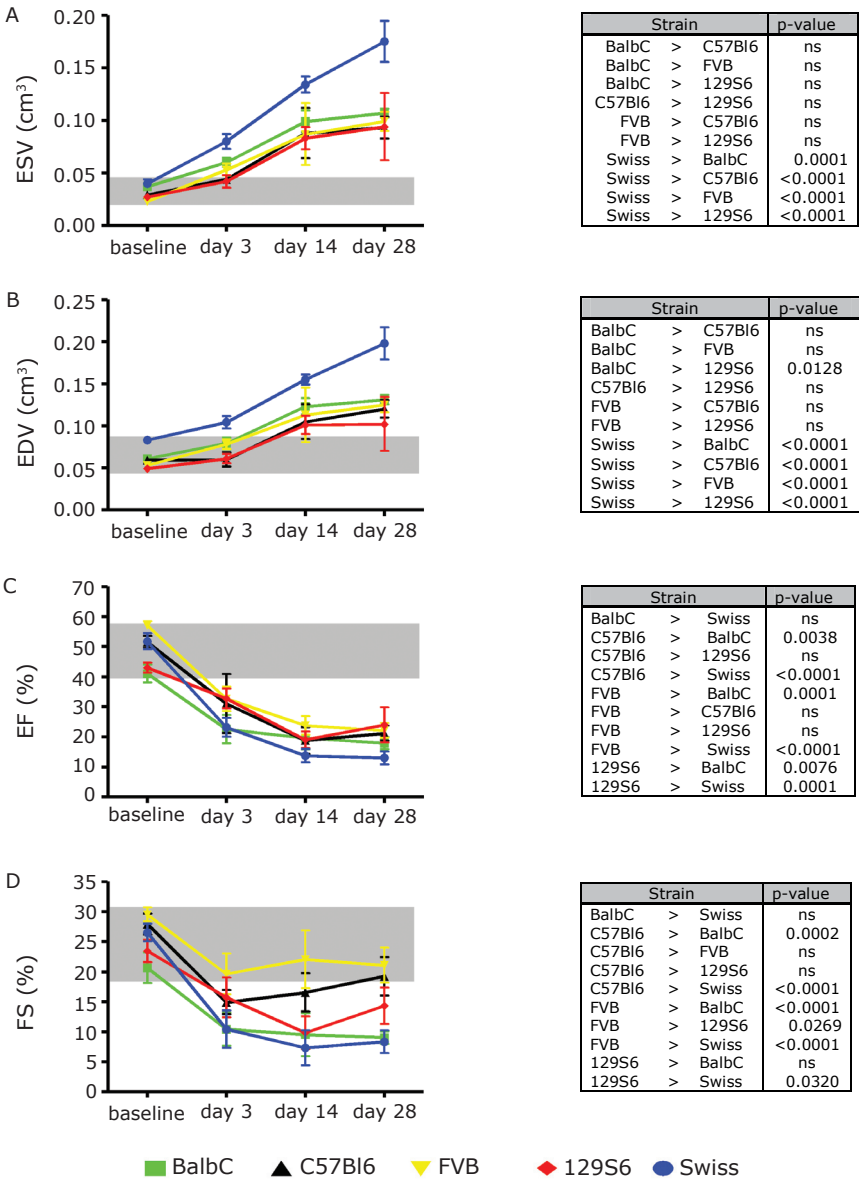 A
ESV (cm³)
0.20
0.15
0.10
0.05
0.00
baseline day 3 day 14 day 28
Strain p-value
BalbC > C57Bl6 ns
BalbC > FVB ns
BalbC > 129S6 ns
C57Bl6 > 129S6 ns
FVB > C57Bl6 ns
FVB > 129S6 ns
Swiss > BalbC 0.0001
Swiss > C57Bl6 <0.0001
Swiss > FVB <0.0001
Swiss > 129S6 <0.0001
B
EDV (cm³)
0.25
0.20
0.15
0.10
0.05
0.00
baseline day 3 day 14 day 28
Strain p-value
BalbC > C57Bl6 ns
BalbC > FVB ns
BalbC > 129S6 0.0128
C57Bl6 > 129S6 ns
FVB > C57Bl6 ns
FVB > 129S6 ns
Swiss > BalbC <0.0001
Swiss > C57Bl6 <0.0001
Swiss > FVB <0.0001
Swiss > 129S6 <0.0001
C
EF (%)
70
60
50
40
30
20
10
0
baseline day 3 day 14 day 28
Strain p-value
BalbC > Swiss ns
C57Bl6 > BalbC 0.0038
C57Bl6 > 129S6 ns
C57Bl6 > Swiss <0.0001
FVB > BalbC 0.0001
FVB > C57Bl6 ns
FVB > 129S6 ns
FVB > Swiss <0.0001
129S6 > BalbC 0.0076
129S6 > Swiss 0.0001
D
FS (%)
35
30
25
20
15
10
5
0
baseline day 3 day 14 day 28
Strain p-value
BalbC > Swiss ns
C57Bl6 > BalbC 0.0002
C57Bl6 > FVB ns
C57Bl6 > 129S6 ns
C57Bl6 > Swiss <0.0001
FVB > BalbC <0.0001
FVB > 129S6 0.0269
FVB > Swiss <0.0001
129S6 > BalbC ns
129S6 > Swiss 0.0320
BalbC C57Bl6 FVB 129S6 Swiss